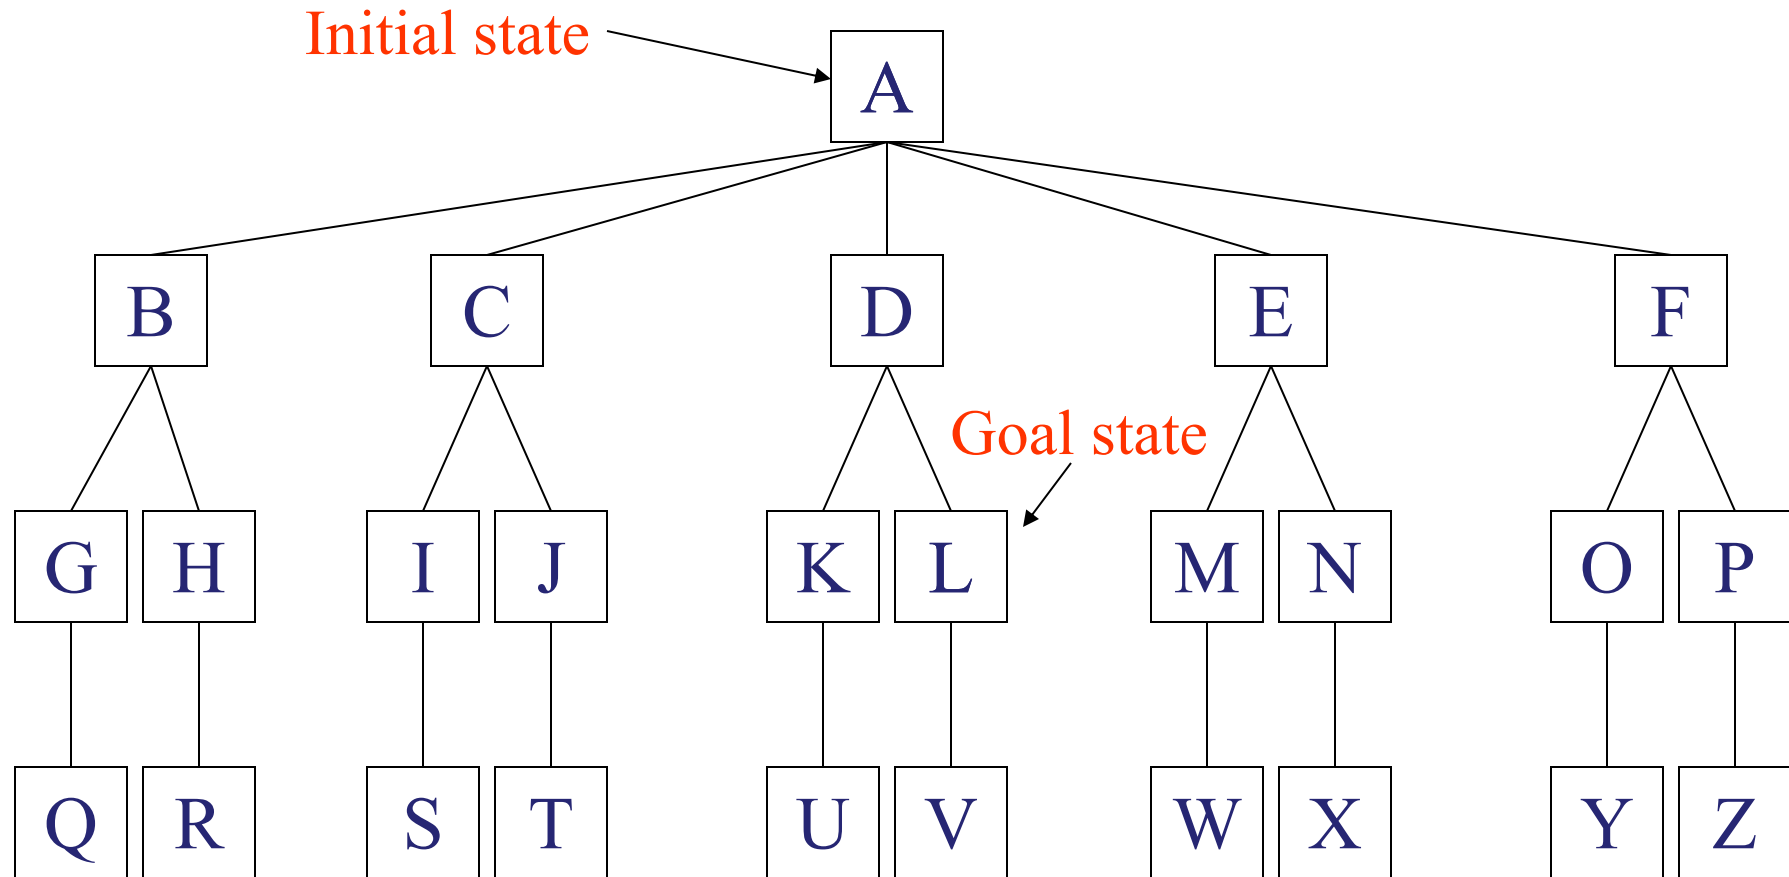 Initial state
A
B C D E F
Goal state
G H I J K L M N O P
Q R S T U V W X Y Z